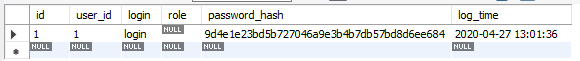 id user_id login role password_hash log_time
1 1 login NULL 9d4e1e23bd5b727046a9e3b4b7db57bd8d6ee684 2020-04-27 13:01:36
NULL NULL NULL NULL NULL NULL